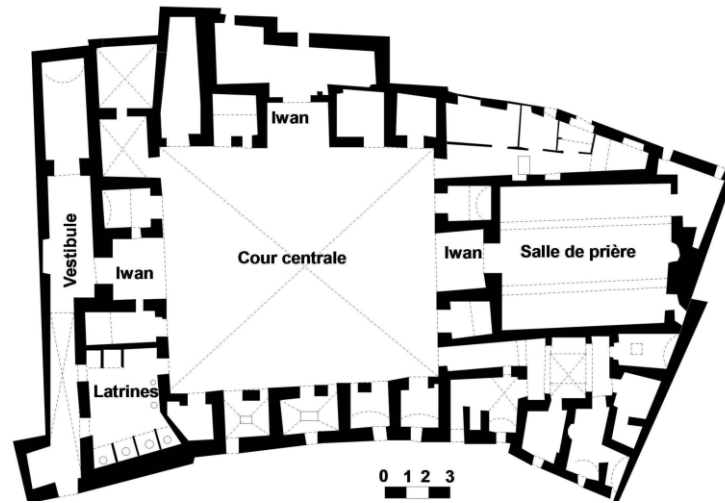 Iwan
Vestibule
Iwan
Cour centrale
Iwan
Salle de prière
Latrines
0 1 2 3